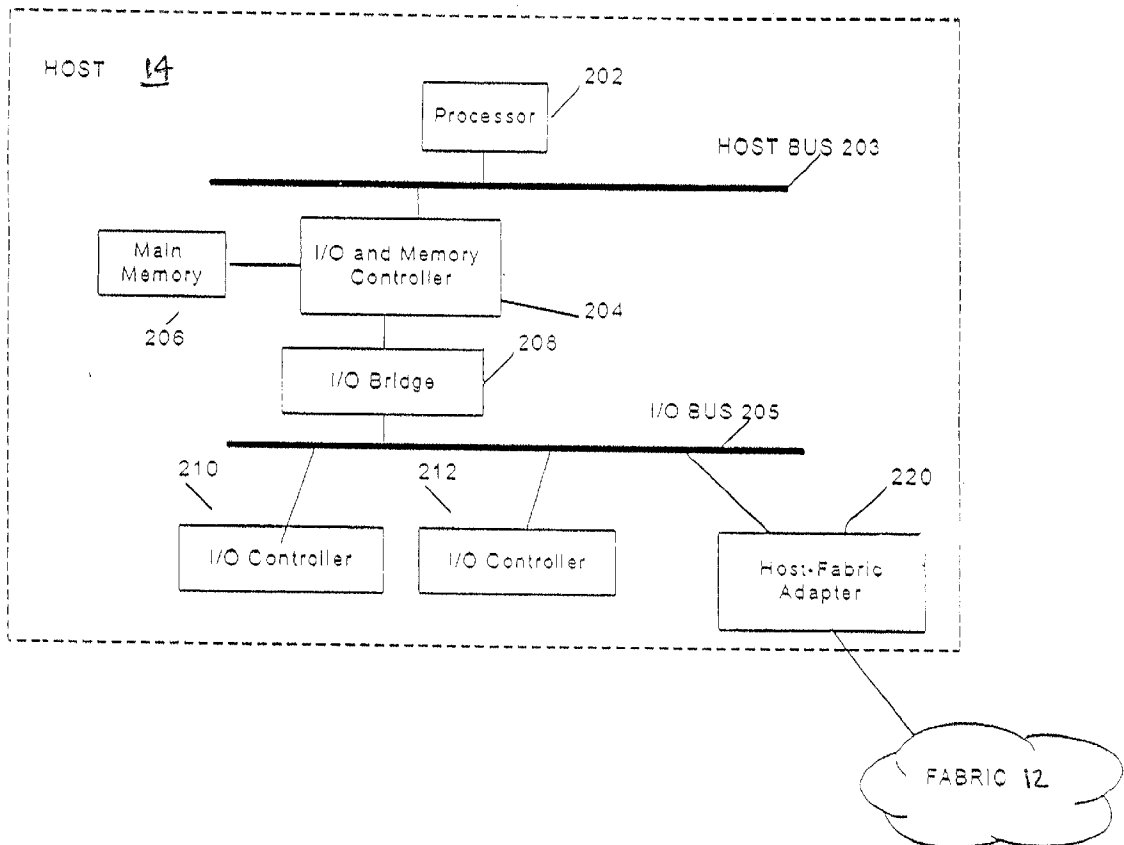 HOST 14
202
Processor
HOST BUS 203
Main
Memory
I/O and Memory
Controller
204
206
208
I/O Bridge
I/O BUS 205
210
212
220
I/O Controller
I/O Controller
Host-Fabric
Adapter
FABRIC 12